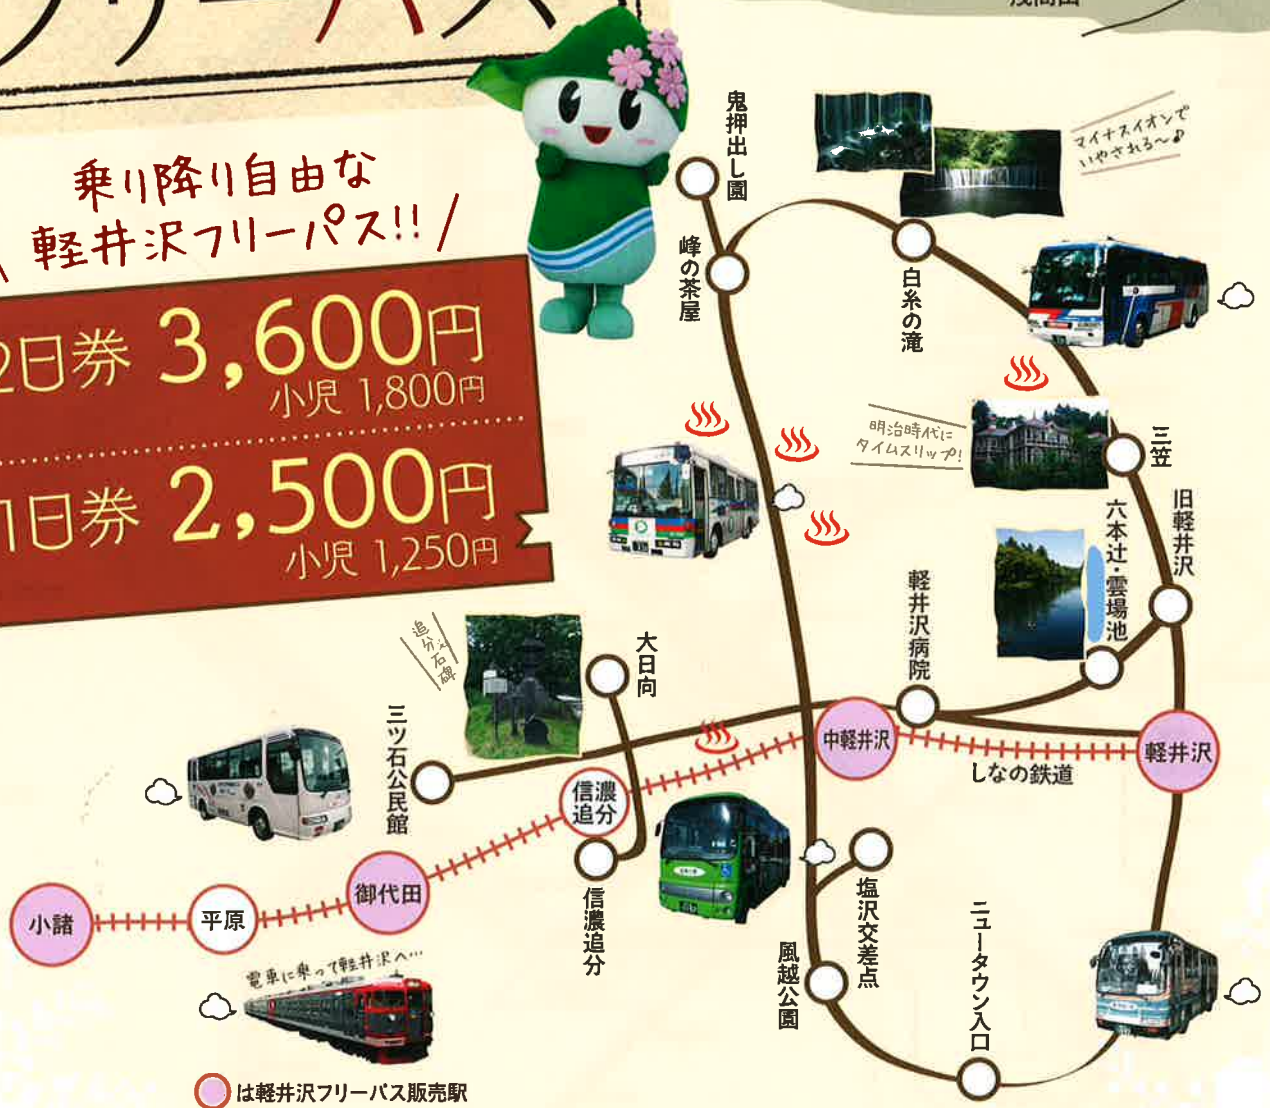 フリーパス
浅間山
乗り降り自由な
軽井沢フリーパス!!
2日券 3,600円
小児 1,800円
1日券 2,500円
小児 1,250円
鬼押出し園
峰の茶屋
白糸の滝
マイナスイオンで
いやされる〜♪
明治時代に
タイムスリップ!
三笠
旧軽井沢
六本辻・雲場池
軽井沢病院
追分石碑
大日向
三ツ石公民館
中軽井沢
軽井沢
しなの鉄道
信濃
追分
信濃追分
御代田
平原
小諸
塩沢交差点
風越公園
ニュータウン入口
電車に乗って軽井沢へ…
は軽井沢フリーパス販売駅